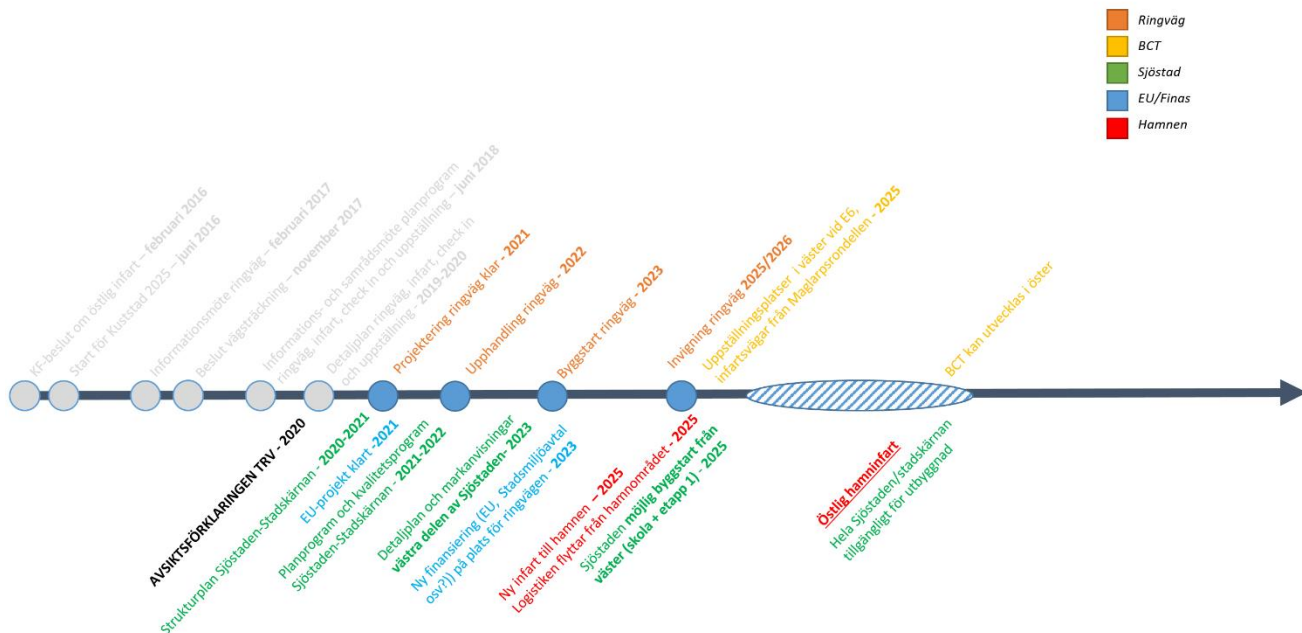 Ringväg
BCT
Sjöstad
EU/Finas
Hamnen
KF-beslut om östlig infart – februari 2016
Start för Kuststad 2025 – juni 2016
Informationsmöte ringväg – februari 2017
Beslut vägsträckning – november 2017
Informations- och samrådsmöte planprogram
ringväg, infart, check in och uppställning – juni 2018
Detaljplan ringväg, infart, check in
och uppställning - 2019-2020
Projektering ringväg klar - 2021
Upphandling ringväg - 2022
Byggstart ringväg - 2023
Invigning ringväg 2025/2026
Uppställningsplatser i väster vid E6,
infartsvägar från Maglarpsrondellen - 2025
BCT kan utvecklas i öster
AVSIKTSFÖRKLARINGEN TRV - 2020
Strukturplan Sjöstaden-Stadskärnan - 2020-2021
EU-projekt klart -2021
Planprogram och kvalitetsprogram
Sjöstaden-Stadskärnan - 2021-2022
Detaljplan och markanvisningar
västra delen av Sjöstaden- 2023
Ny finansiering (EU, Stadsmiljöavtal
osv?)) på plats för ringvägen - 2023
Ny infart till hamnen – 2025
Logistiken flyttar från hamnområdet - 2025
Sjöstaden möjlig byggstart från
väster (skola + etapp 1) - 2025
Östlig hamninfart
Hela Sjöstaden/stadskärnan
tillgängligt för utbyggnad